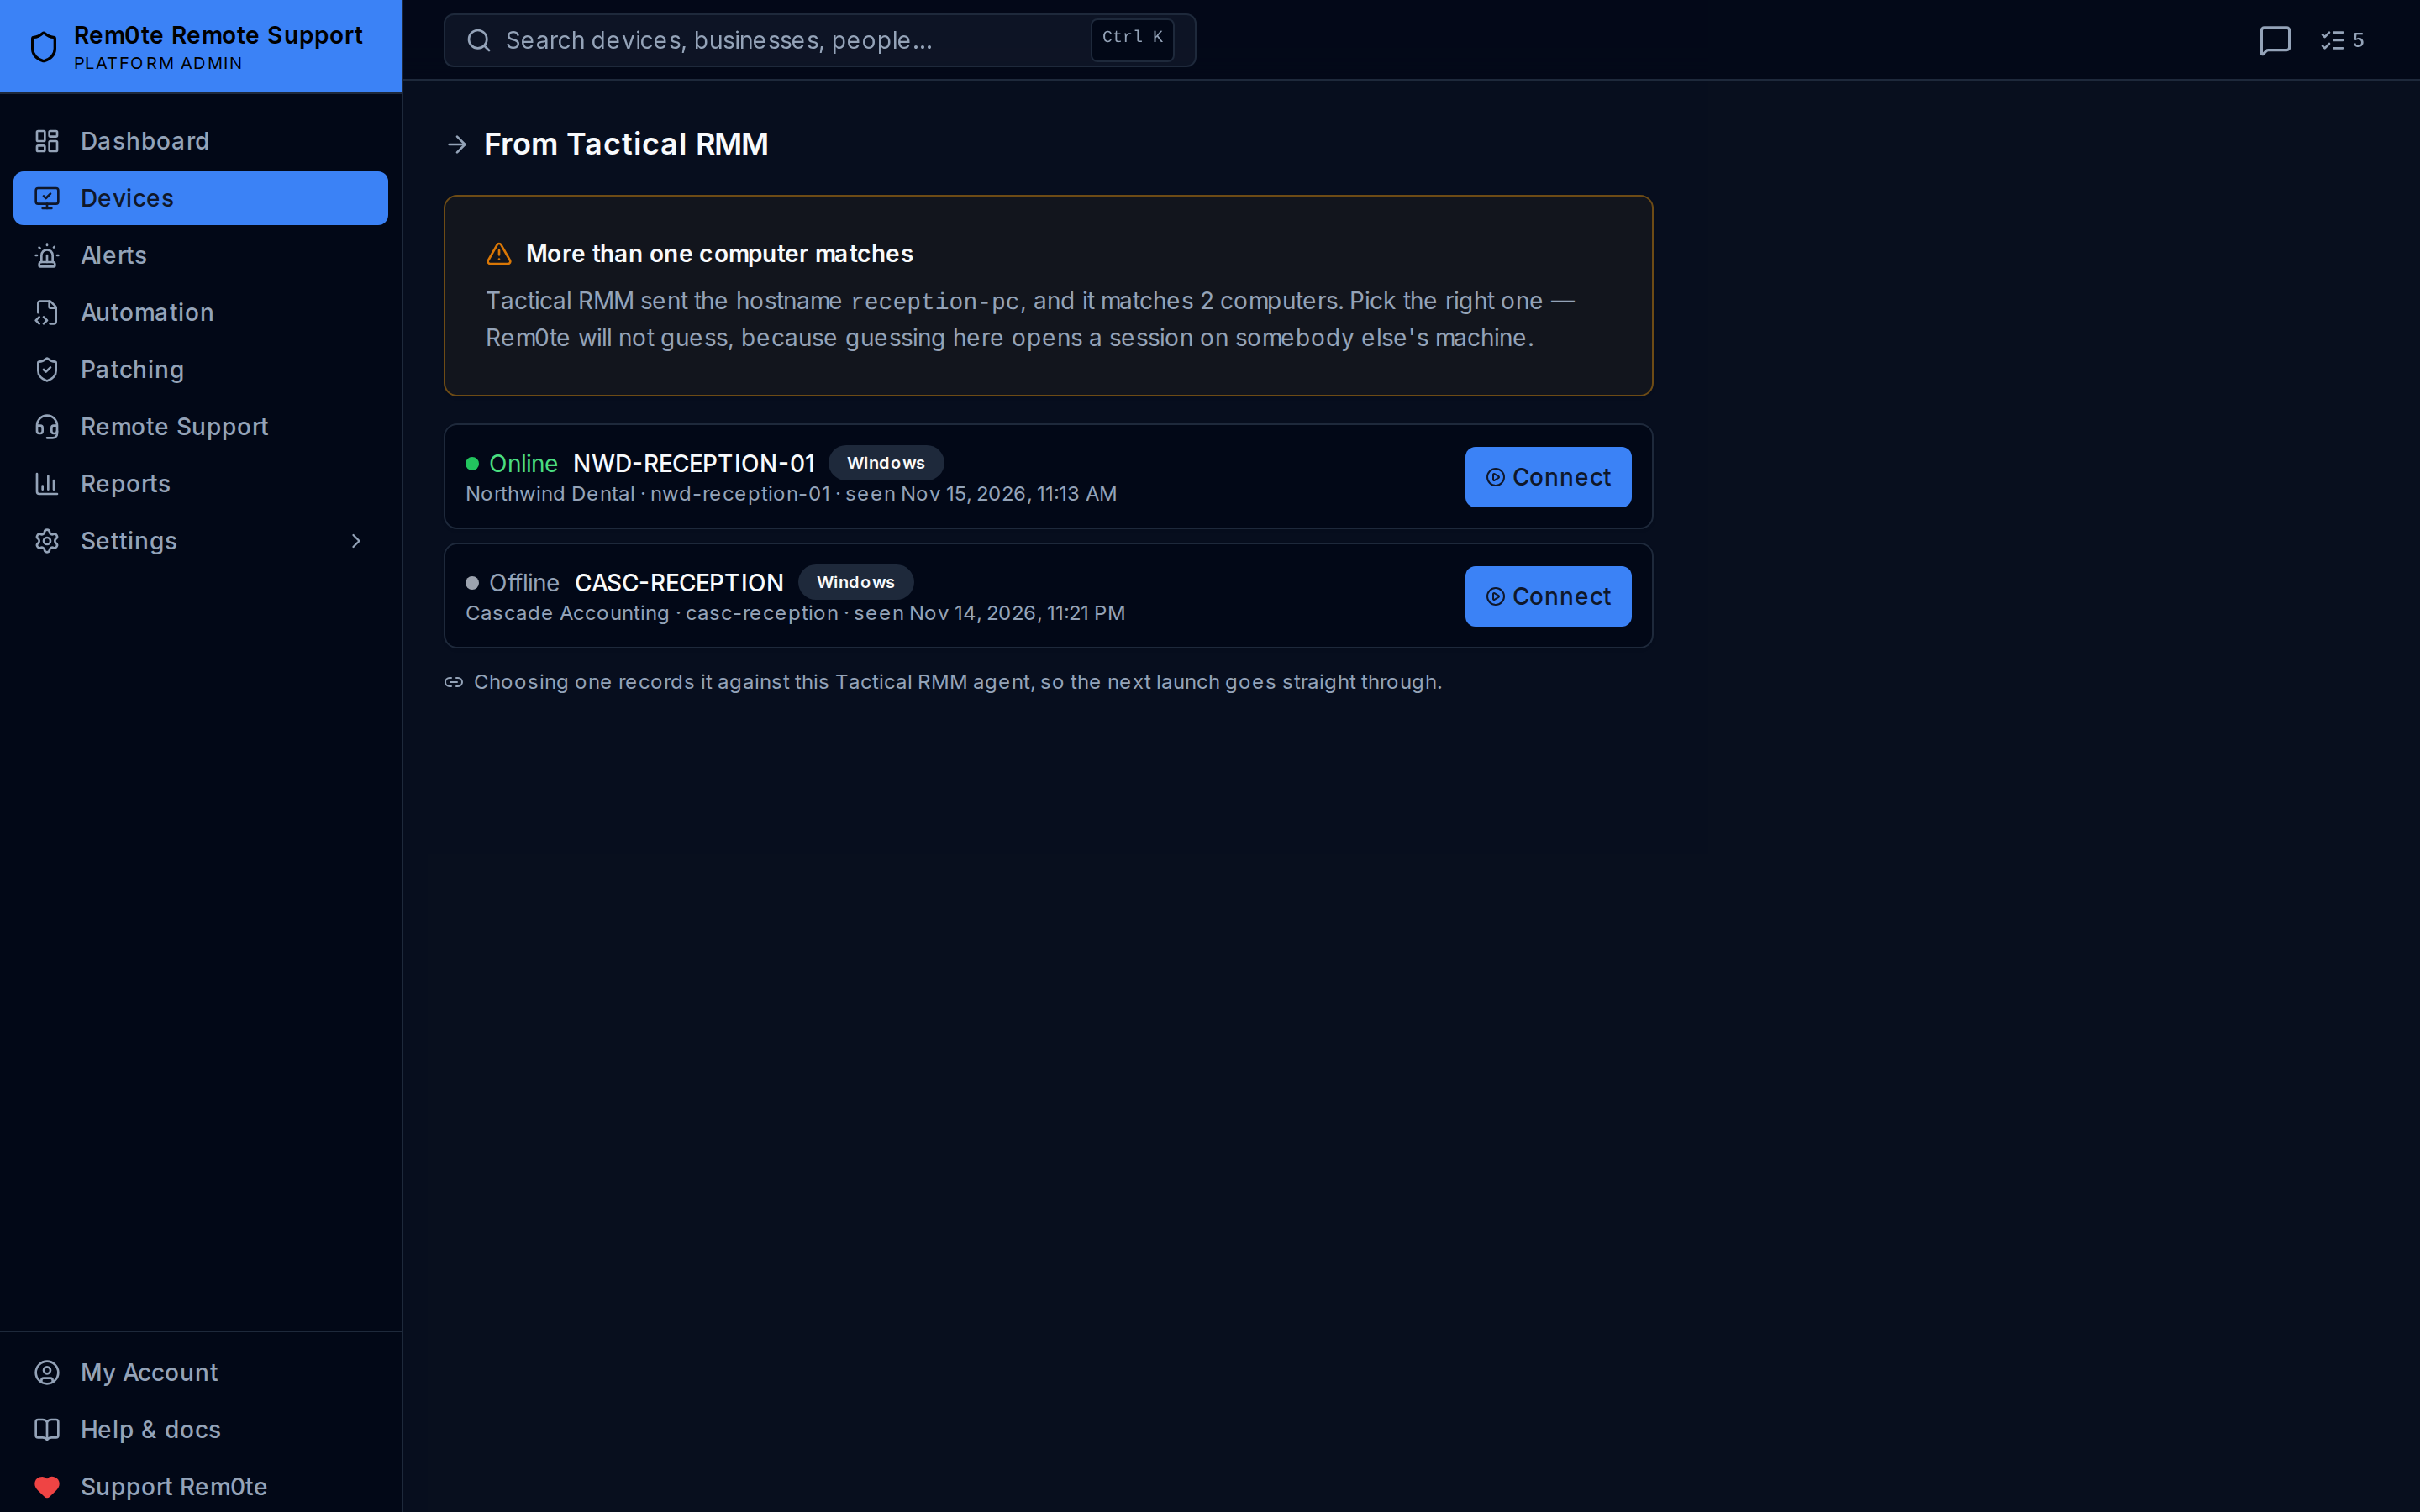 Rem0te Remote Support
PLATFORM ADMIN
Search devices, businesses, people...
Ctrl K
5
Dashboard
Devices
Alerts
Automation
Patching
Remote Support
Reports
Settings
From Tactical RMM
More than one computer matches
Tactical RMM sent the hostname reception-pc, and it matches 2 computers. Pick the right one —
Rem0te will not guess, because guessing here opens a session on somebody else's machine.
Online NWD-RECEPTION-01 Windows
Northwind Dental · nwd-reception-01 · seen Nov 15, 2026, 11:13 AM
Connect
Offline CASC-RECEPTION Windows
Cascade Accounting · casc-reception · seen Nov 14, 2026, 11:21 PM
Connect
Choosing one records it against this Tactical RMM agent, so the next launch goes straight through.
My Account
Help & docs
Support Rem0te